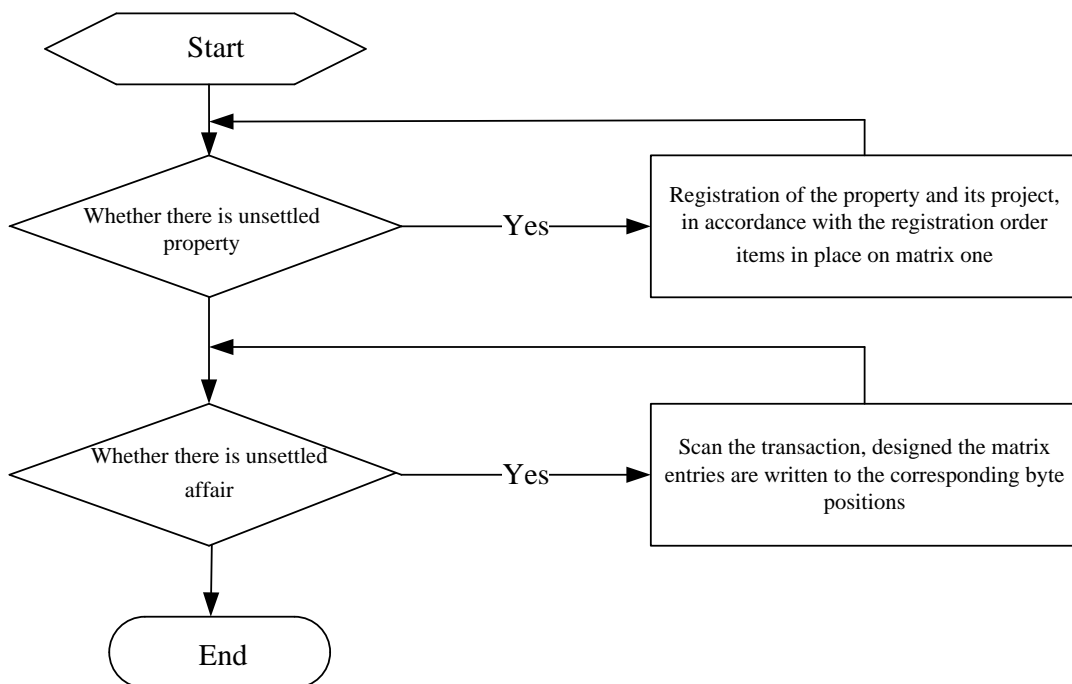 Start
Whether there is unsettled
property
Yes
Registration of the property and its project,
in accordance with the registration order
items in place on matrix one
Whether there is unsettled
affair
Yes
Scan the transaction, designed the matrix
entries are written to the corresponding byte
positions
End